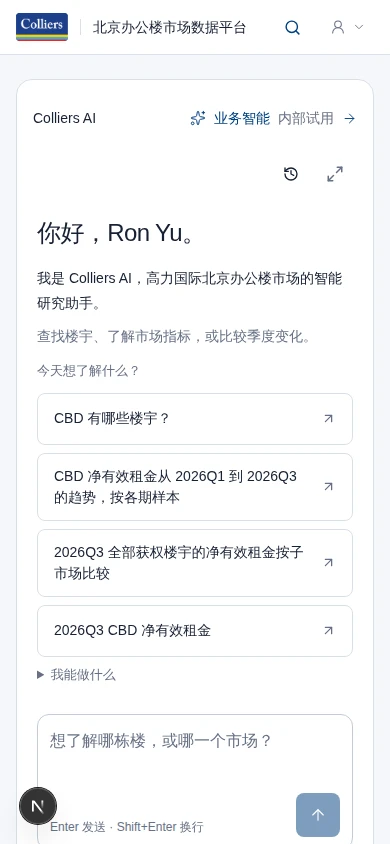 Colliers
北京办公楼市场数据平台
Colliers AI
业务智能 内部试用
你好，Ron Yu。
我是 Colliers AI，高力国际北京办公楼市场的智能
研究助手。
查找楼宇、了解市场指标，或比较季度变化。
今天想了解什么？
CBD 有哪些楼宇？
CBD 净有效租金从 2026Q1 到 2026Q3
的趋势，按各期样本
2026Q3 全部获权楼宇的净有效租金按子
市场比较
2026Q3 CBD 净有效租金
我能做什么
想了解哪栋楼，或哪一个市场？
N
Enter 发送 · Shift+Enter 换行